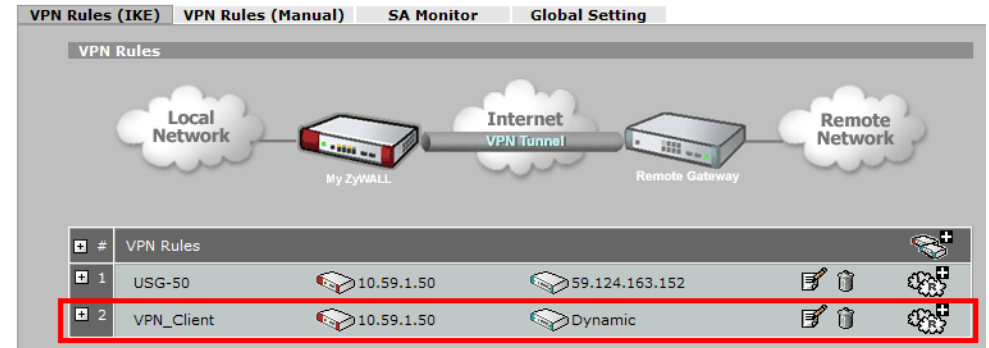 VPN Rules (IKE) VPN Rules (Manual) SA Monitor Global Setting
VPN Rules
Local
Network
Internet
VPN Tunnel
Remote
Network
My ZyWALL
Remote Gateway
# VPN Rules
1 USG-50 10.59.1.50 59.124.163.152
2 VPN_Client 10.59.1.50 Dynamic